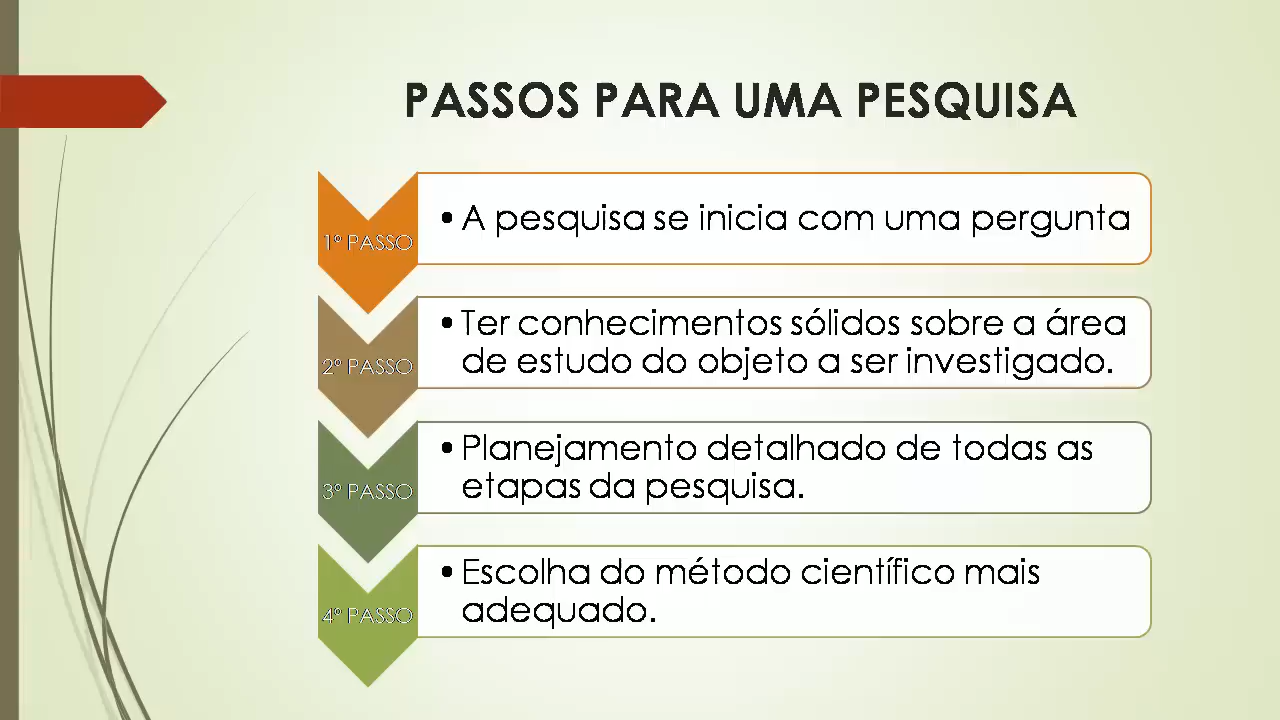 PASSOS PARA UMA PESQUISA
1º PASSO
• A pesquisa se inicia com uma pergunta
2º PASSO
• Ter conhecimentos sólidos sobre a área
de estudo do objeto a ser investigado.
3º PASSO
• Planejamento detalhado de todas as
etapas da pesquisa.
4º PASSO
• Escolha do método científico mais
adequado.